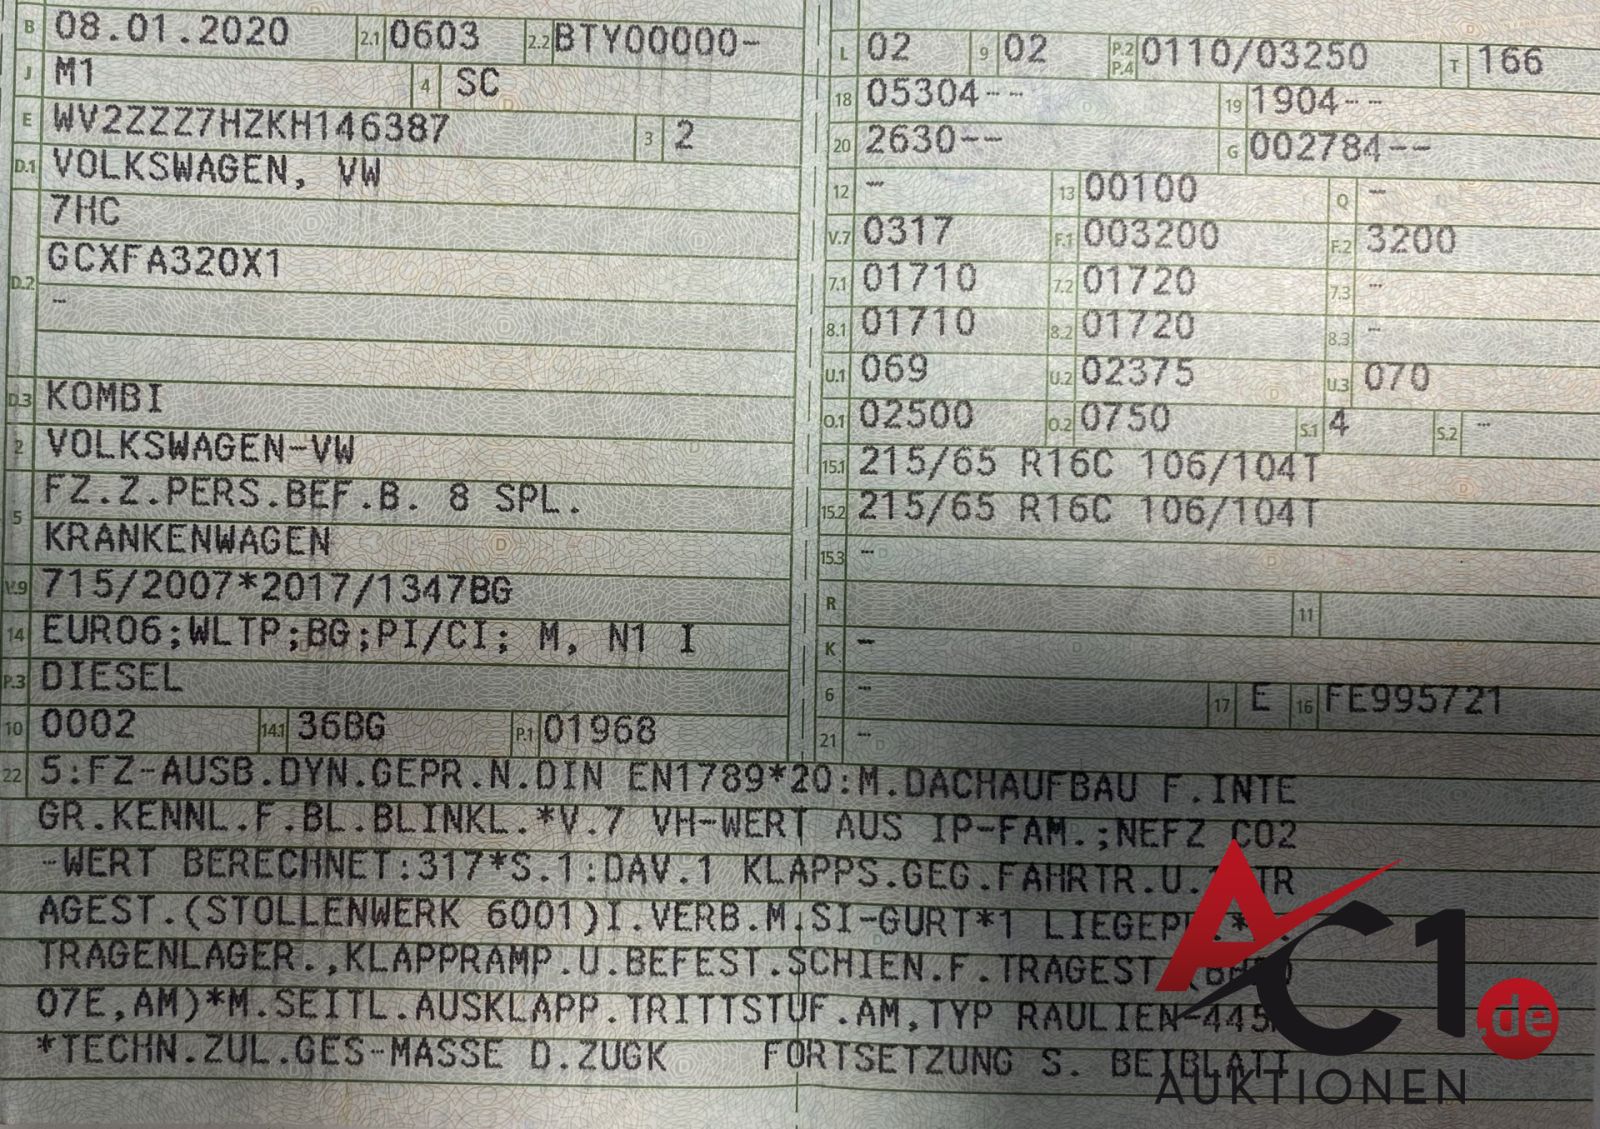 B 08.01.2020 2.1 0603 2.2 BTY00000-
J M1 4 SC
E WV2ZZZ7HZKH146387 3 2
D.1 VOLKSWAGEN, VW
7HC
D.2 GCXFA320X1
-
D.3 KOMBI
2 VOLKSWAGEN-VW
5 FZ.Z.PERS.BEF.B. 8 SPL.
KRANKENWAGEN
V.9 715/2007*2017/1347BG
14 EURO6;WLTP;BG;PI/CI; M, N1 I
P.3 DIESEL
10 0002 14.1 36BG P.1 01968
L 02 9 02 P.2 P.4 0110/03250 T 166
18 05304-- 19 1904--
20 2630-- G 002784--
12 - 13 00100 Q -
V.7 0317 F.1 003200 F.2 3200
7.1 01710 7.2 01720 7.3 -
8.1 01710 8.2 01720 8.3 -
U.1 069 U.2 02375 U.3 070
O.1 02500 O.2 0750 S.1 4 S.2 -
15.1 215/65 R16C 106/104T
15.2 215/65 R16C 106/104T
15.3 -
R 11
K -
6 - 17 E 16 FE995721
21 -
22 5:FZ-AUSB.DYN.GEPR.N.DIN EN1789*20:M.DACHAUFBAU F.INTE
GR.KENNL.F.BL.BLINKL.*V.7 VH-WERT AUS IP-FAM.;NEFZ CO2
-WERT BERECHNET:317*S.1:DAV.1 KLAPPS.GEG.FAHRTR.U. TR
AGEST.(STOLLENWERK 6001)I.VERB.M.SI-GURT*1
TRAGENLAGER.,KLAPPRAMP.U.BEFEST.SCHIEN.F.TRAGEST
07E,AM)*M.SEITL.AUSKLAPP.TRITTSTUF.AM,TYP RAULIEN-445
*TECHN.ZUL.GES-MASSE D.ZUGK FORTSETZUNG S. BEIBLATT
AC1.de
AUKTIONEN